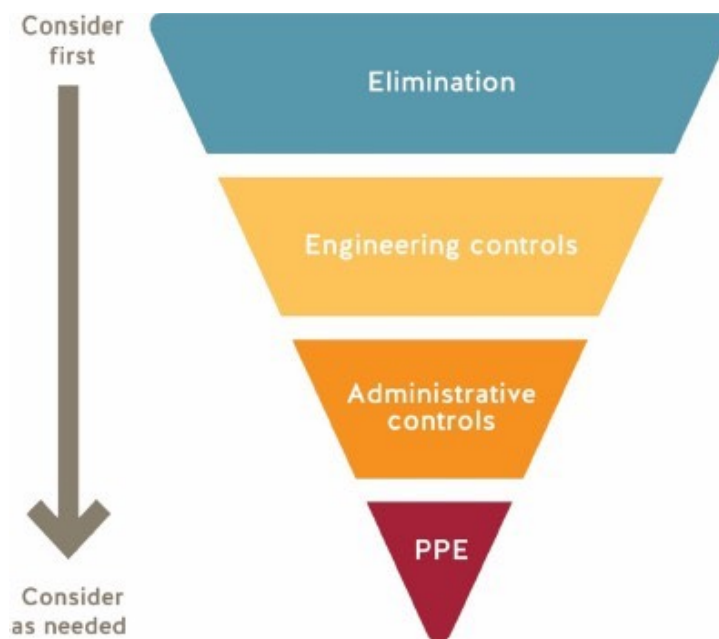 Consider
first
Elimination
Engineering controls
Administrative
controls
PPE
Consider
as needed